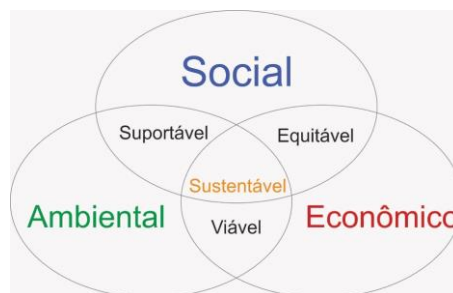 Social
Suportável
Equitável
Sustentável
Ambiental
Viável
Econômico